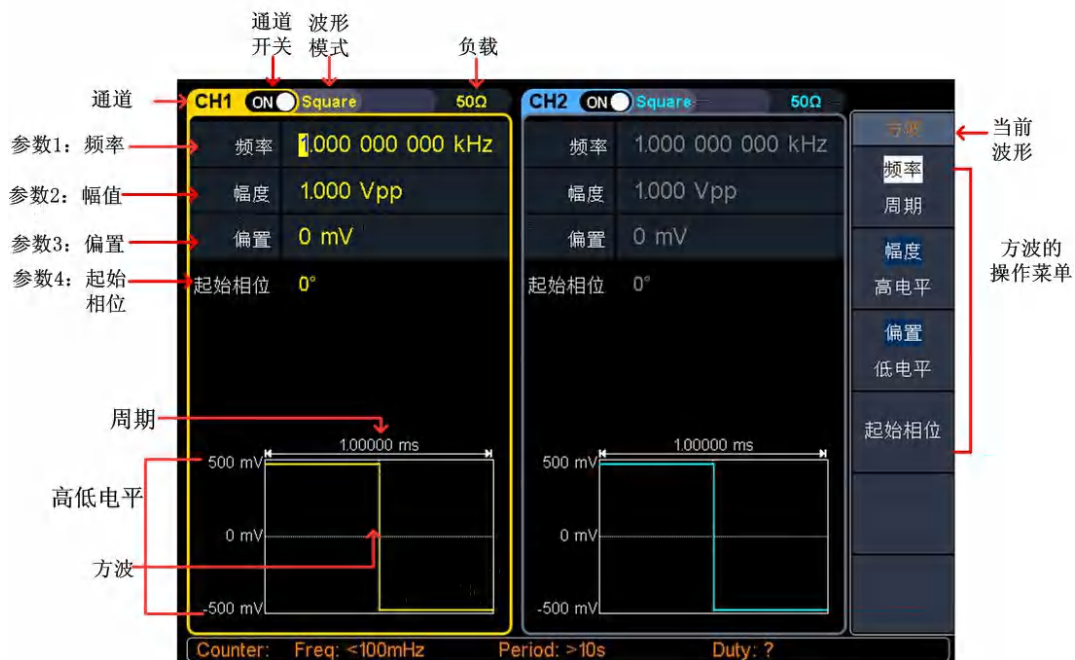 通道 波形
开关 模式
负载
通道
CH1 ON Square 50Ω
CH2 ON Square 50Ω
参数1: 频率
频率 1.000 000 000 kHz
频率 1.000 000 000 kHz
参数2: 幅值
幅度 1.000 Vpp
幅度 1.000 Vpp
参数3: 偏置
偏置 0 mV
偏置 0 mV
参数4: 起始
相位
起始相位 0°
起始相位 0°
方波
当前
波形
频率
周期
幅度
高电平
偏置
低电平
起始相位
方波的
操作菜单
周期
1.00000 ms
500 mV
0 mV
-500 mV
高低电平
方波
1.00000 ms
500 mV
0 mV
-500 mV
Counter: Freq: <100mHz Period: >10s Duty: ?